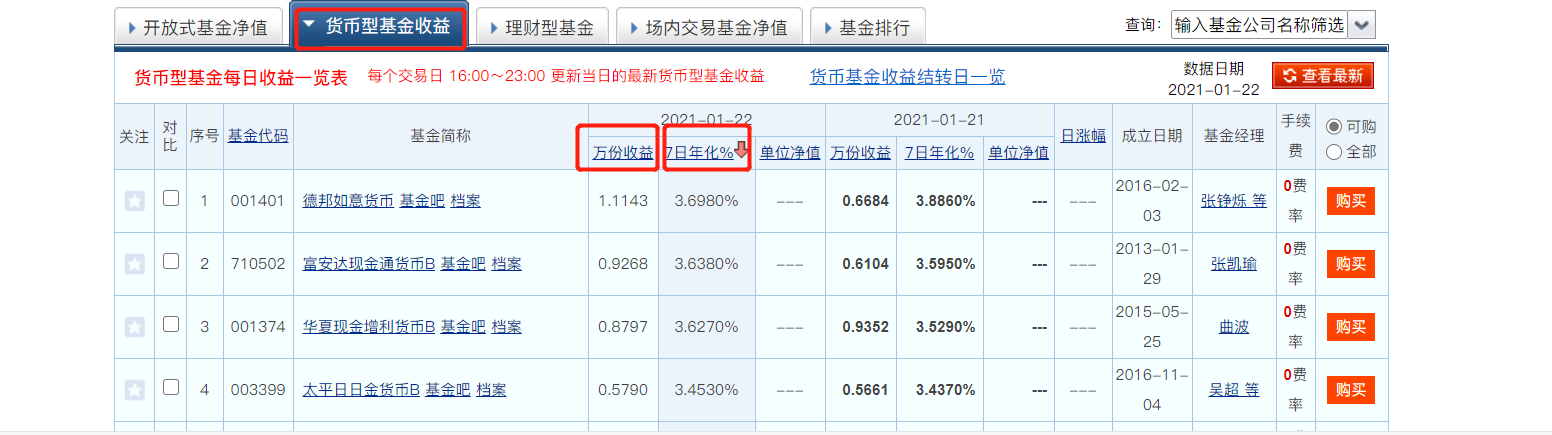 开放式基金净值 货币型基金收益 理财型基金 场内交易基金净值 基金排行 查询: 输入基金公司名称筛选
货币型基金每日收益一览表 每个交易日 16:00～23:00 更新当日的最新货币型基金收益 货币基金收益结转日一览 数据日期 2021-01-22 查看最新
关注 对比 序号 基金代码 基金简称 2021-01-22 2021-01-21 日涨幅 成立日期 基金经理 手续费 可购 全部
万份收益 7日年化% 单位净值 万份收益 7日年化% 单位净值
1 001401 德邦如意货币 基金吧 档案 1.1143 3.6980% --- 0.6684 3.8860% --- --- 2016-02-03 张铮烁 等 0费率 购买
2 710502 富安达现金通货币B 基金吧 档案 0.9268 3.6380% --- 0.6104 3.5950% --- --- 2013-01-29 张凯瑜 0费率 购买
3 001374 华夏现金增利货币B 基金吧 档案 0.8797 3.6270% --- 0.9352 3.5290% --- --- 2015-05-25 曲波 0费率 购买
4 003399 太平日日金货币B 基金吧 档案 0.5790 3.4530% --- 0.5661 3.4370% --- --- 2016-11-04 吴超 等 0费率 购买